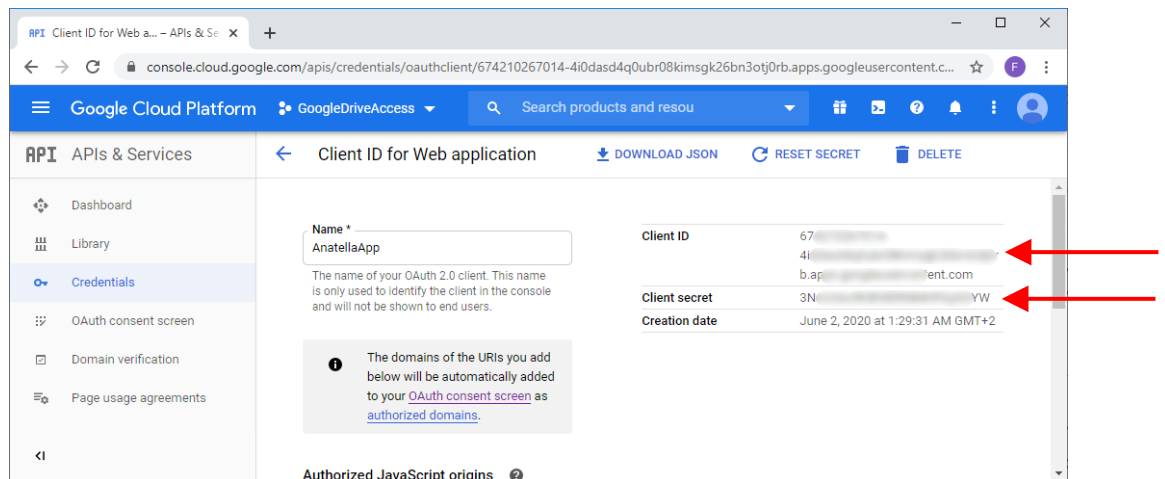 API Client ID for Web a... – APIs & Se
console.cloud.google.com/apis/credentials/oauthclient/674210267014-4i0dasd4q0ubr08kimsgk26bn3otj0rb.apps.googleusercontent.c...
F
Google Cloud Platform
GoogleDriveAccess
Search products and resou
API APIs & Services
Client ID for Web application
DOWNLOAD JSON
RESET SECRET
DELETE
Dashboard
Library
Credentials
OAuth consent screen
Domain verification
Page usage agreements
Name *
AnatellaApp
The name of your OAuth 2.0 client. This name
is only used to identify the client in the console
and will not be shown to end users.
The domains of the URIs you add
below will be automatically added
to your OAuth consent screen as
authorized domains.
Authorized JavaScript origins
Client ID 67
4i
b.ap ent.com
Client secret 3N YW
Creation date June 2, 2020 at 1:29:31 AM GMT+2